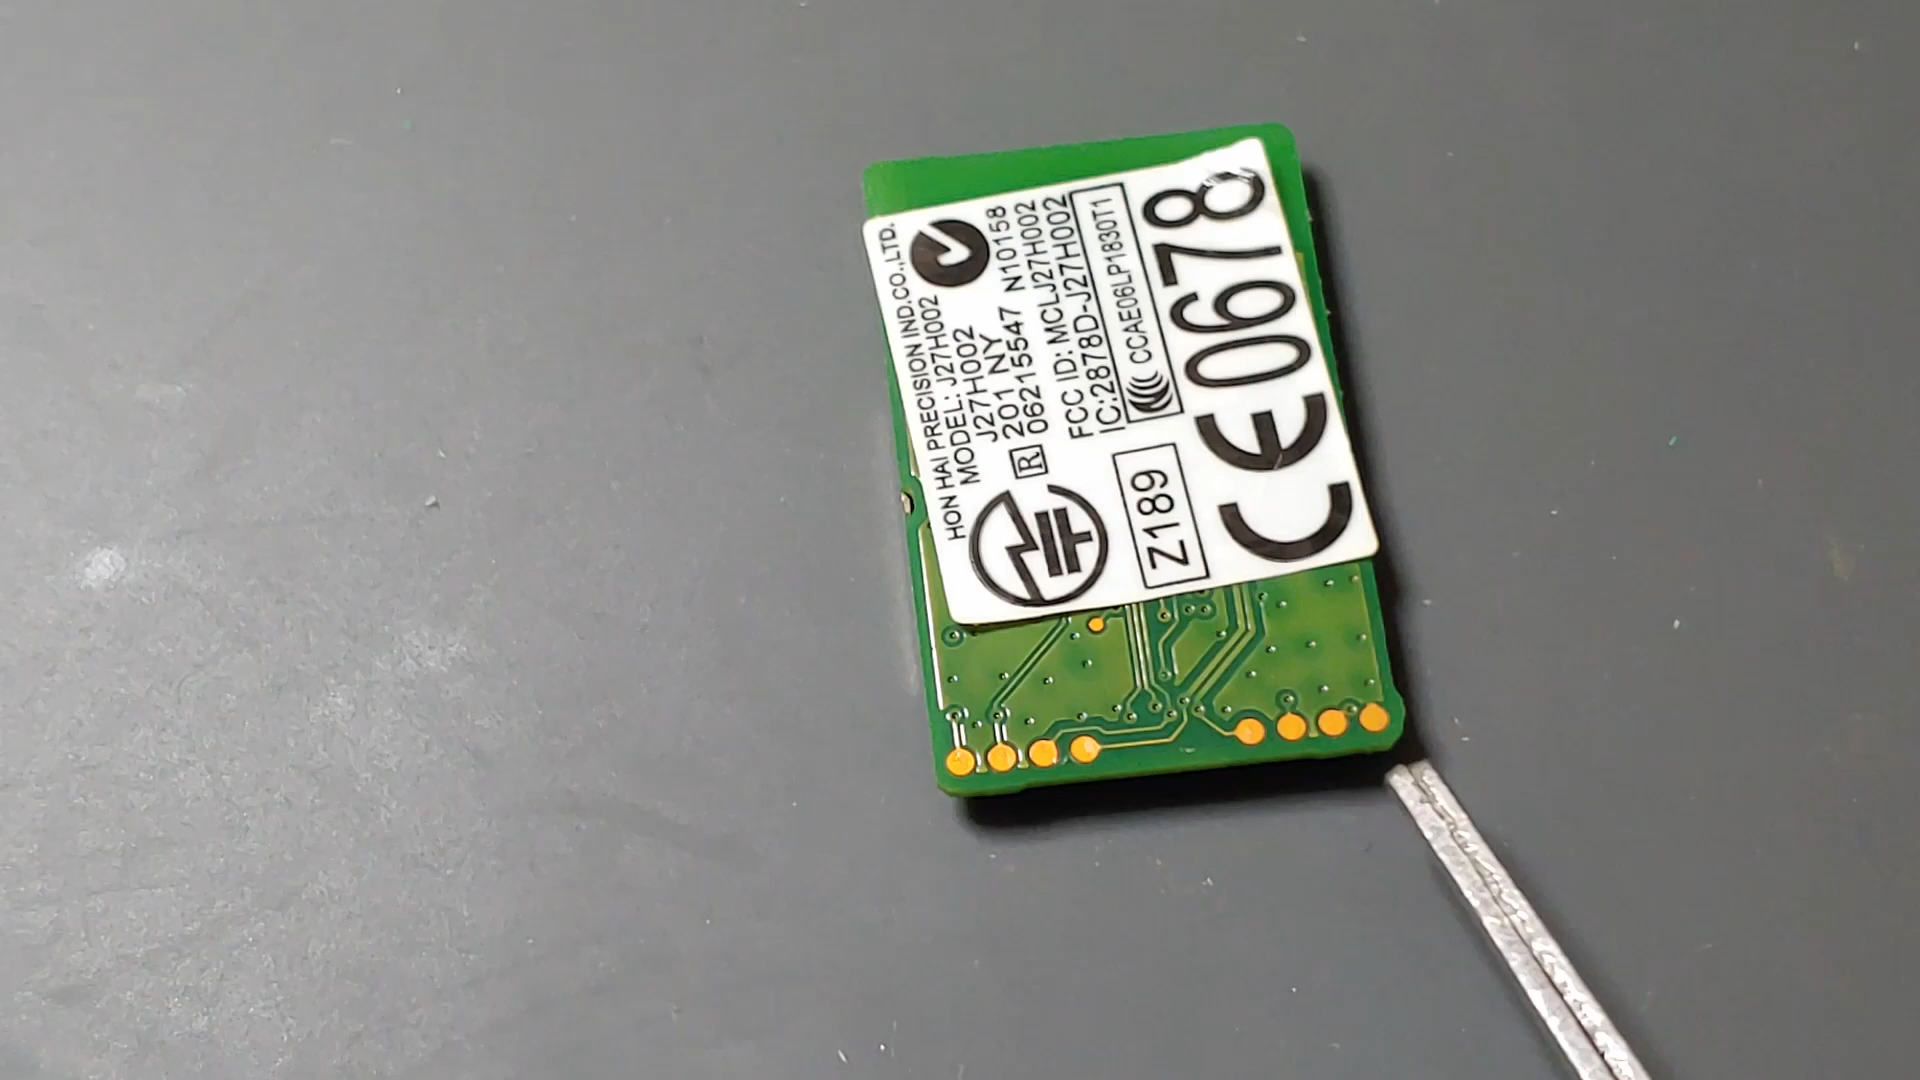 HON HAI PRECISION IND.CO.,LTD.
MODEL: J27H002
J27H002
R 201 NY
06215547 N10158
FCC ID: MCLJ27H002
IC:2878D-J27H002
CCAE06LP1830T1
Z189
CE0678